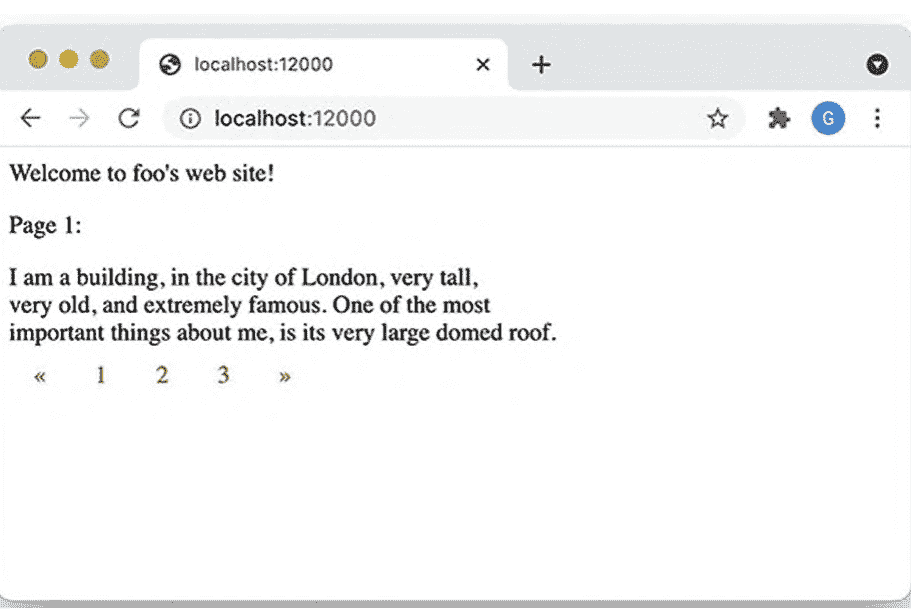 localhost:12000
localhost:12000
G
Welcome to foo's web site!
Page 1:
I am a building, in the city of London, very tall,
very old, and extremely famous. One of the most
important things about me, is its very large domed roof.
« 1 2 3 »